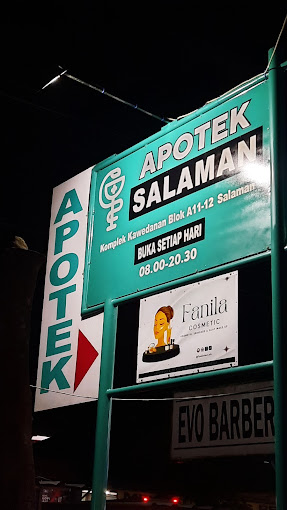 APOTEK
SALAMAN
Komplek Kawedanan Blok A11-12 Salaman
BUKA SETIAP HARI
08.00-20.30
APOTEK
Fanila
COSMETIC
EVO BARBER